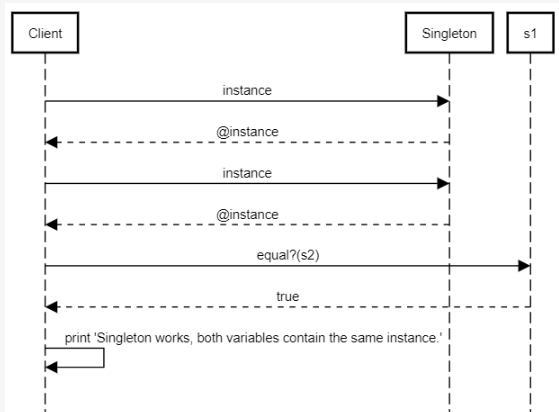 Client
Singleton
s1
instance
@instance
instance
@instance
equal?(s2)
true
print 'Singleton works, both variables contain the same instance.'